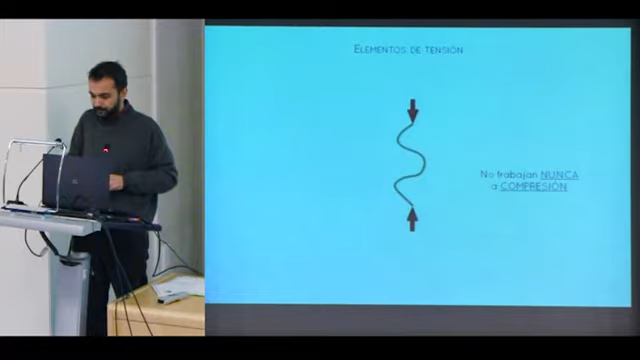 ELEMENTOS DE TENSIÓN
No trabajan NUNCA
a COMPRESIÓN